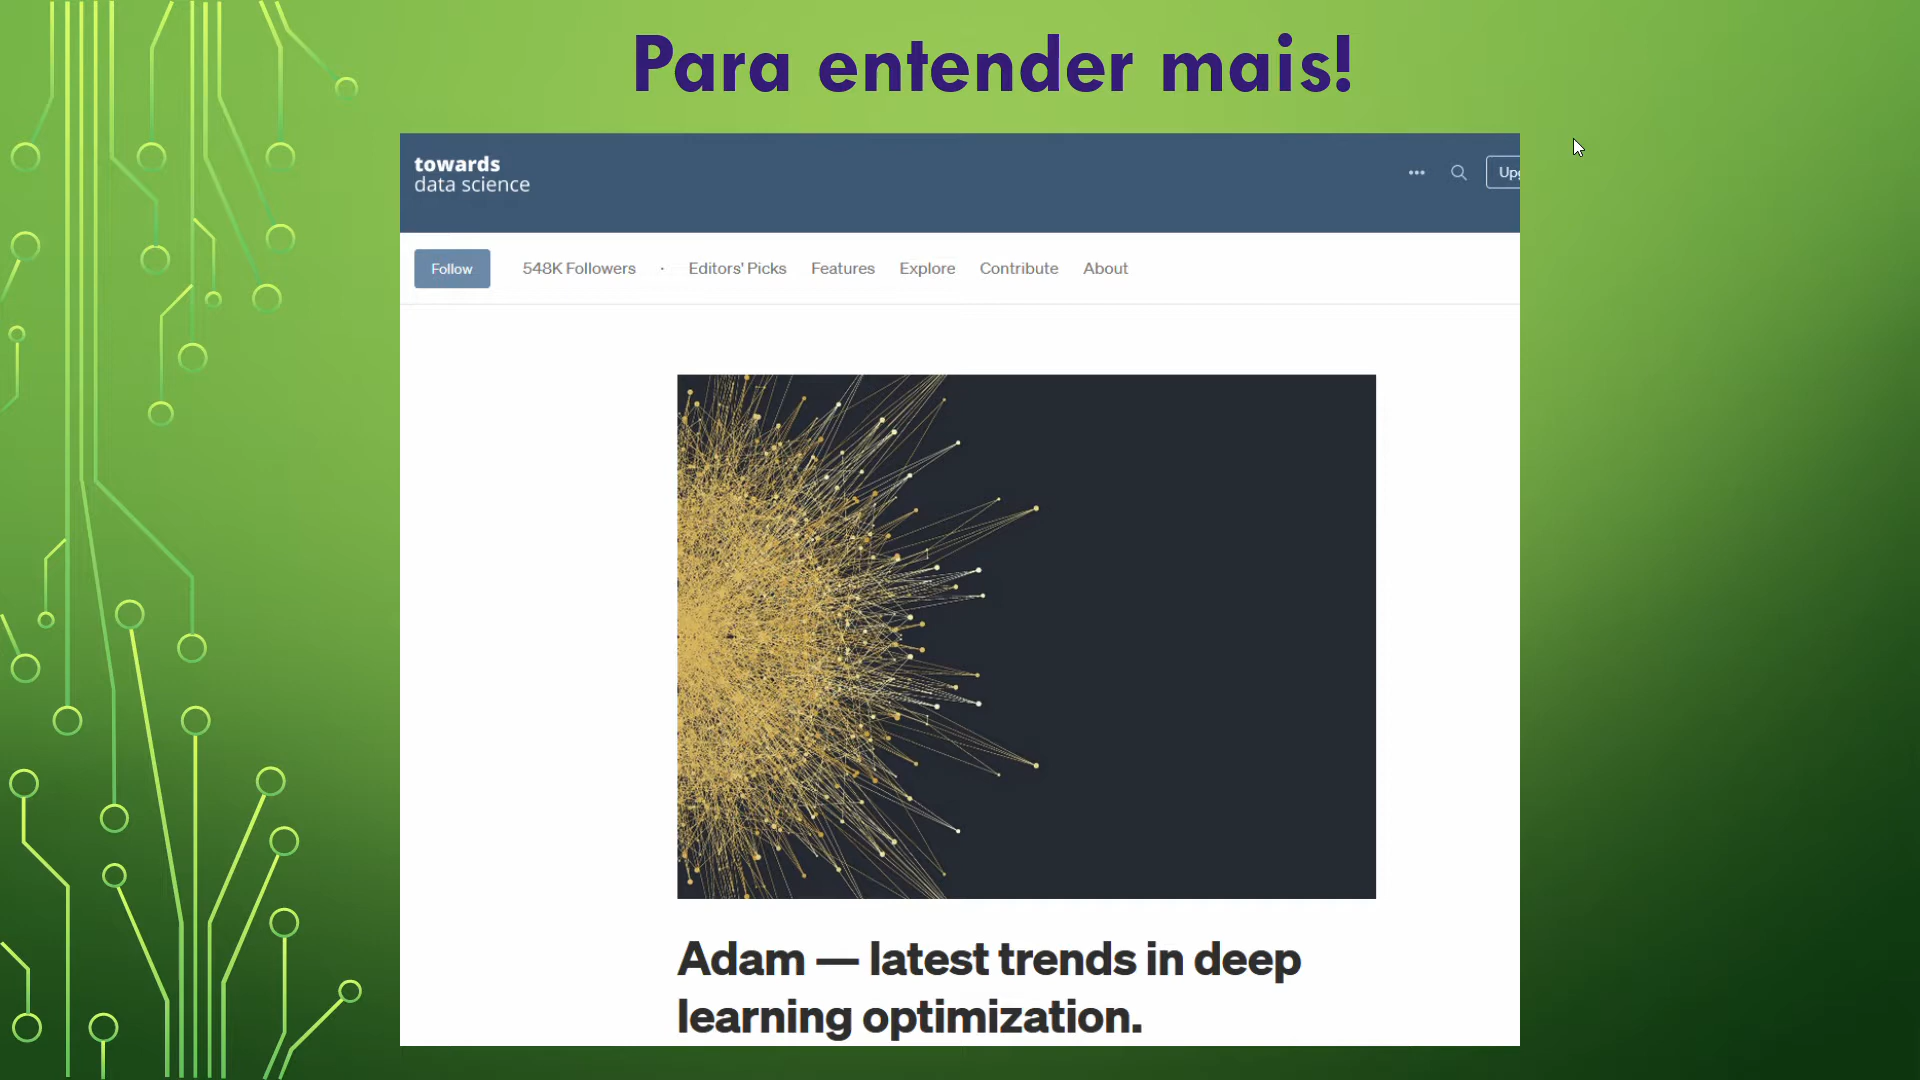 Para entender mais!
towards
data science
Follow
548K Followers · Editors' Picks Features Explore Contribute About
Adam — latest trends in deep
learning optimization.